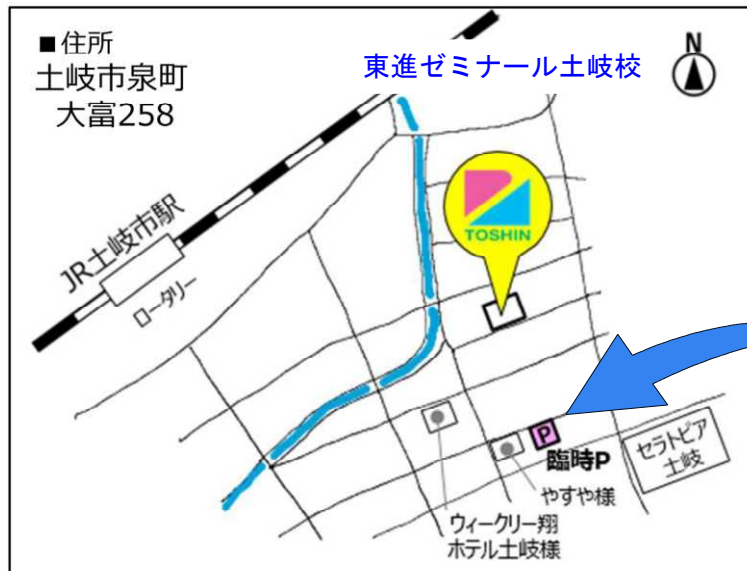 ■住所
土岐市泉町
大富258
東進ゼミナール土岐校
N
TOSHIN
JR土岐市駅
ロータリー
P
臨時P
やすや様
セラトピア
土岐
ウィークリー翔
ホテル土岐様